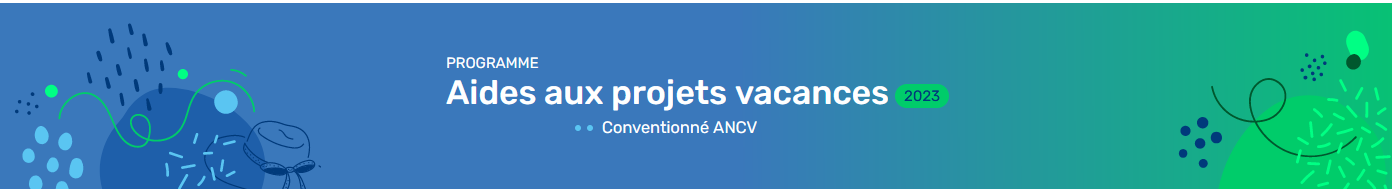 PROGRAMME
Aides aux projets vacances 2023
Conventionné ANCV